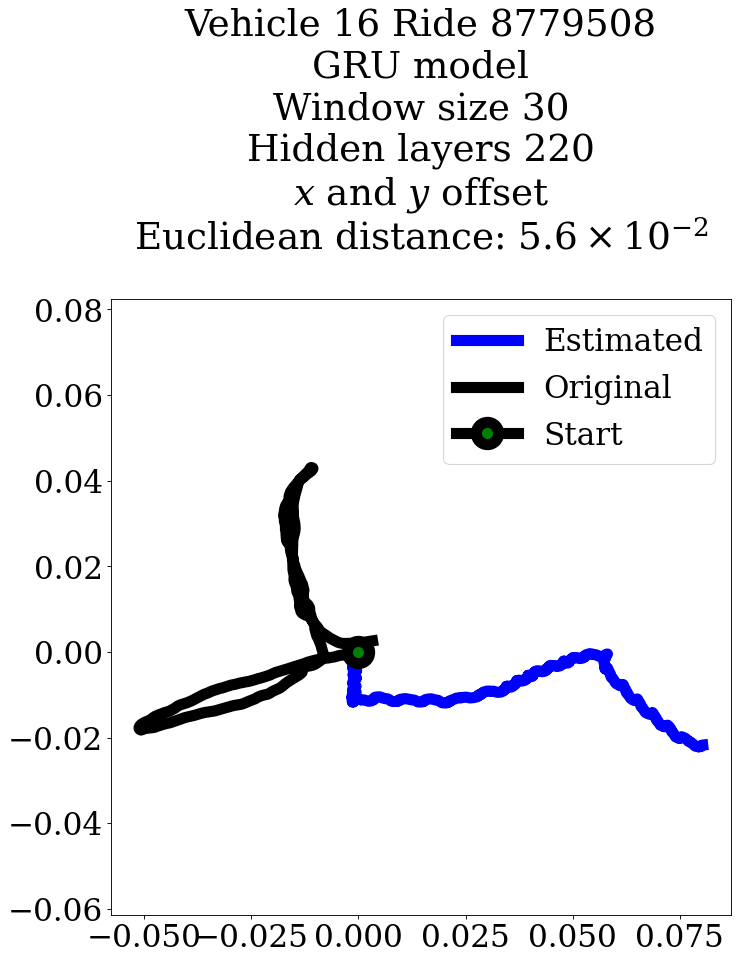 Vehicle 16 Ride 8779508
GRU model
Window size 30
Hidden layers 220
x and y offset
Euclidean distance: 5.6 × 10⁻²
Estimated
Original
Start
0.08
0.06
0.04
0.02
0.00
−0.02
−0.04
−0.06
−0.050 −0.025 0.000 0.025 0.050 0.075